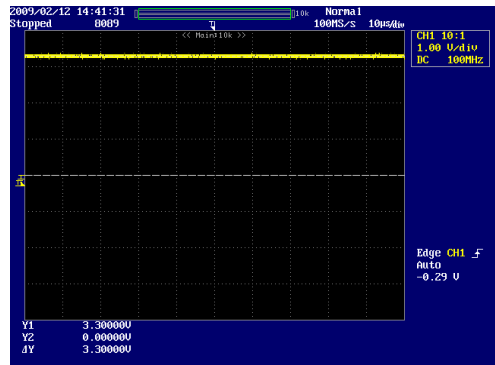 2009/02/12 14:41:31 10k Normal
Stopped 8089 100MS/s 10µs/div
<< Main:10k >>
CH1 10:1
1.00 V/div
DC 100MHz
Edge CH1
Auto
-0.29 V
Y1 3.30000V
Y2 0.00000V
ΔY 3.30000V